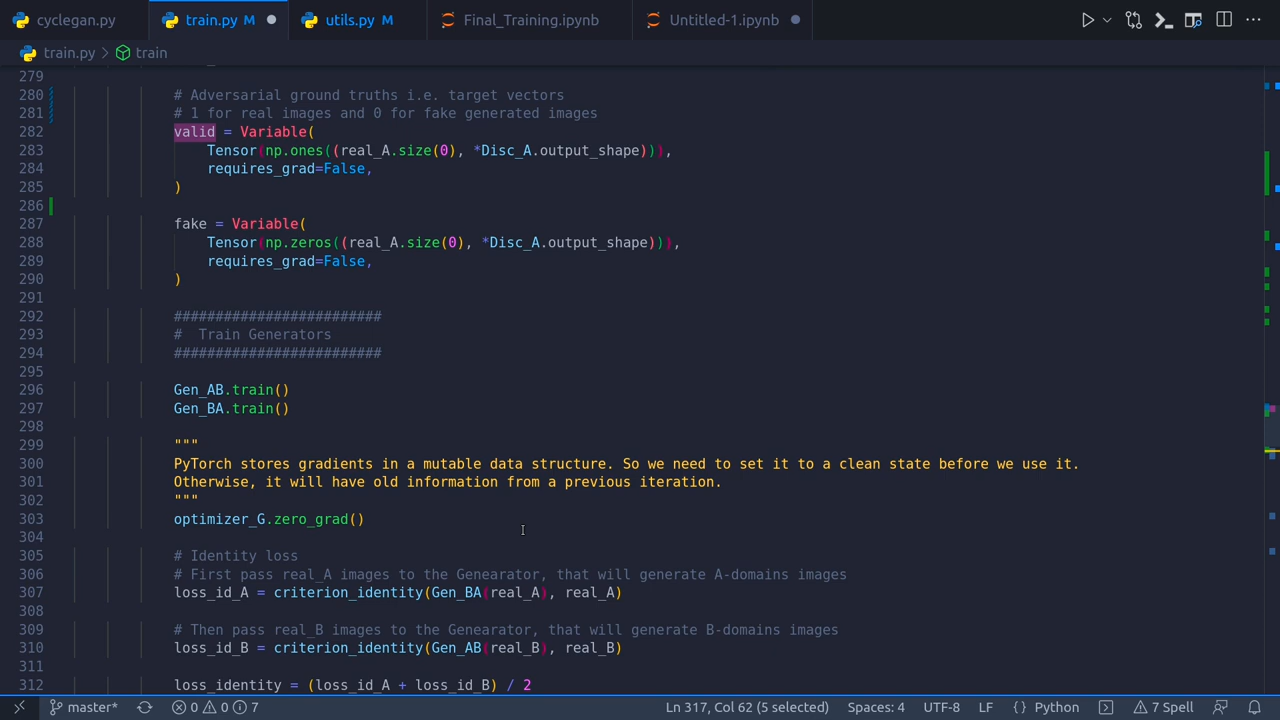 cyclegan.py
train.py M
utils.py M
Final_Training.ipynb
Untitled-1.ipynb
train.py > train
279
280 # Adversarial ground truths i.e. target vectors
281 # 1 for real images and 0 for fake generated images
282 valid = Variable(
283 Tensor(np.ones((real_A.size(0), *Disc_A.output_shape))),
284 requires_grad=False,
285 )
286
287 fake = Variable(
288 Tensor(np.zeros((real_A.size(0), *Disc_A.output_shape))),
289 requires_grad=False,
290 )
291
292 #########################
293 #  Train Generators
294 #########################
295
296 Gen_AB.train()
297 Gen_BA.train()
298
299 """
300 PyTorch stores gradients in a mutable data structure. So we need to set it to a clean state before we use it.
301 Otherwise, it will have old information from a previous iteration.
302 """
303 optimizer_G.zero_grad()
304
305 # Identity loss
306 # First pass real_A images to the Genearator, that will generate A-domains images
307 loss_id_A = criterion_identity(Gen_BA(real_A), real_A)
308
309 # Then pass real_B images to the Genearator, that will generate B-domains images
310 loss_id_B = criterion_identity(Gen_AB(real_B), real_B)
311
312 loss_identity = (loss_id_A + loss_id_B) / 2
master* 0 0 7 Ln 317, Col 62 (5 selected) Spaces: 4 UTF-8 LF {} Python 7 Spell